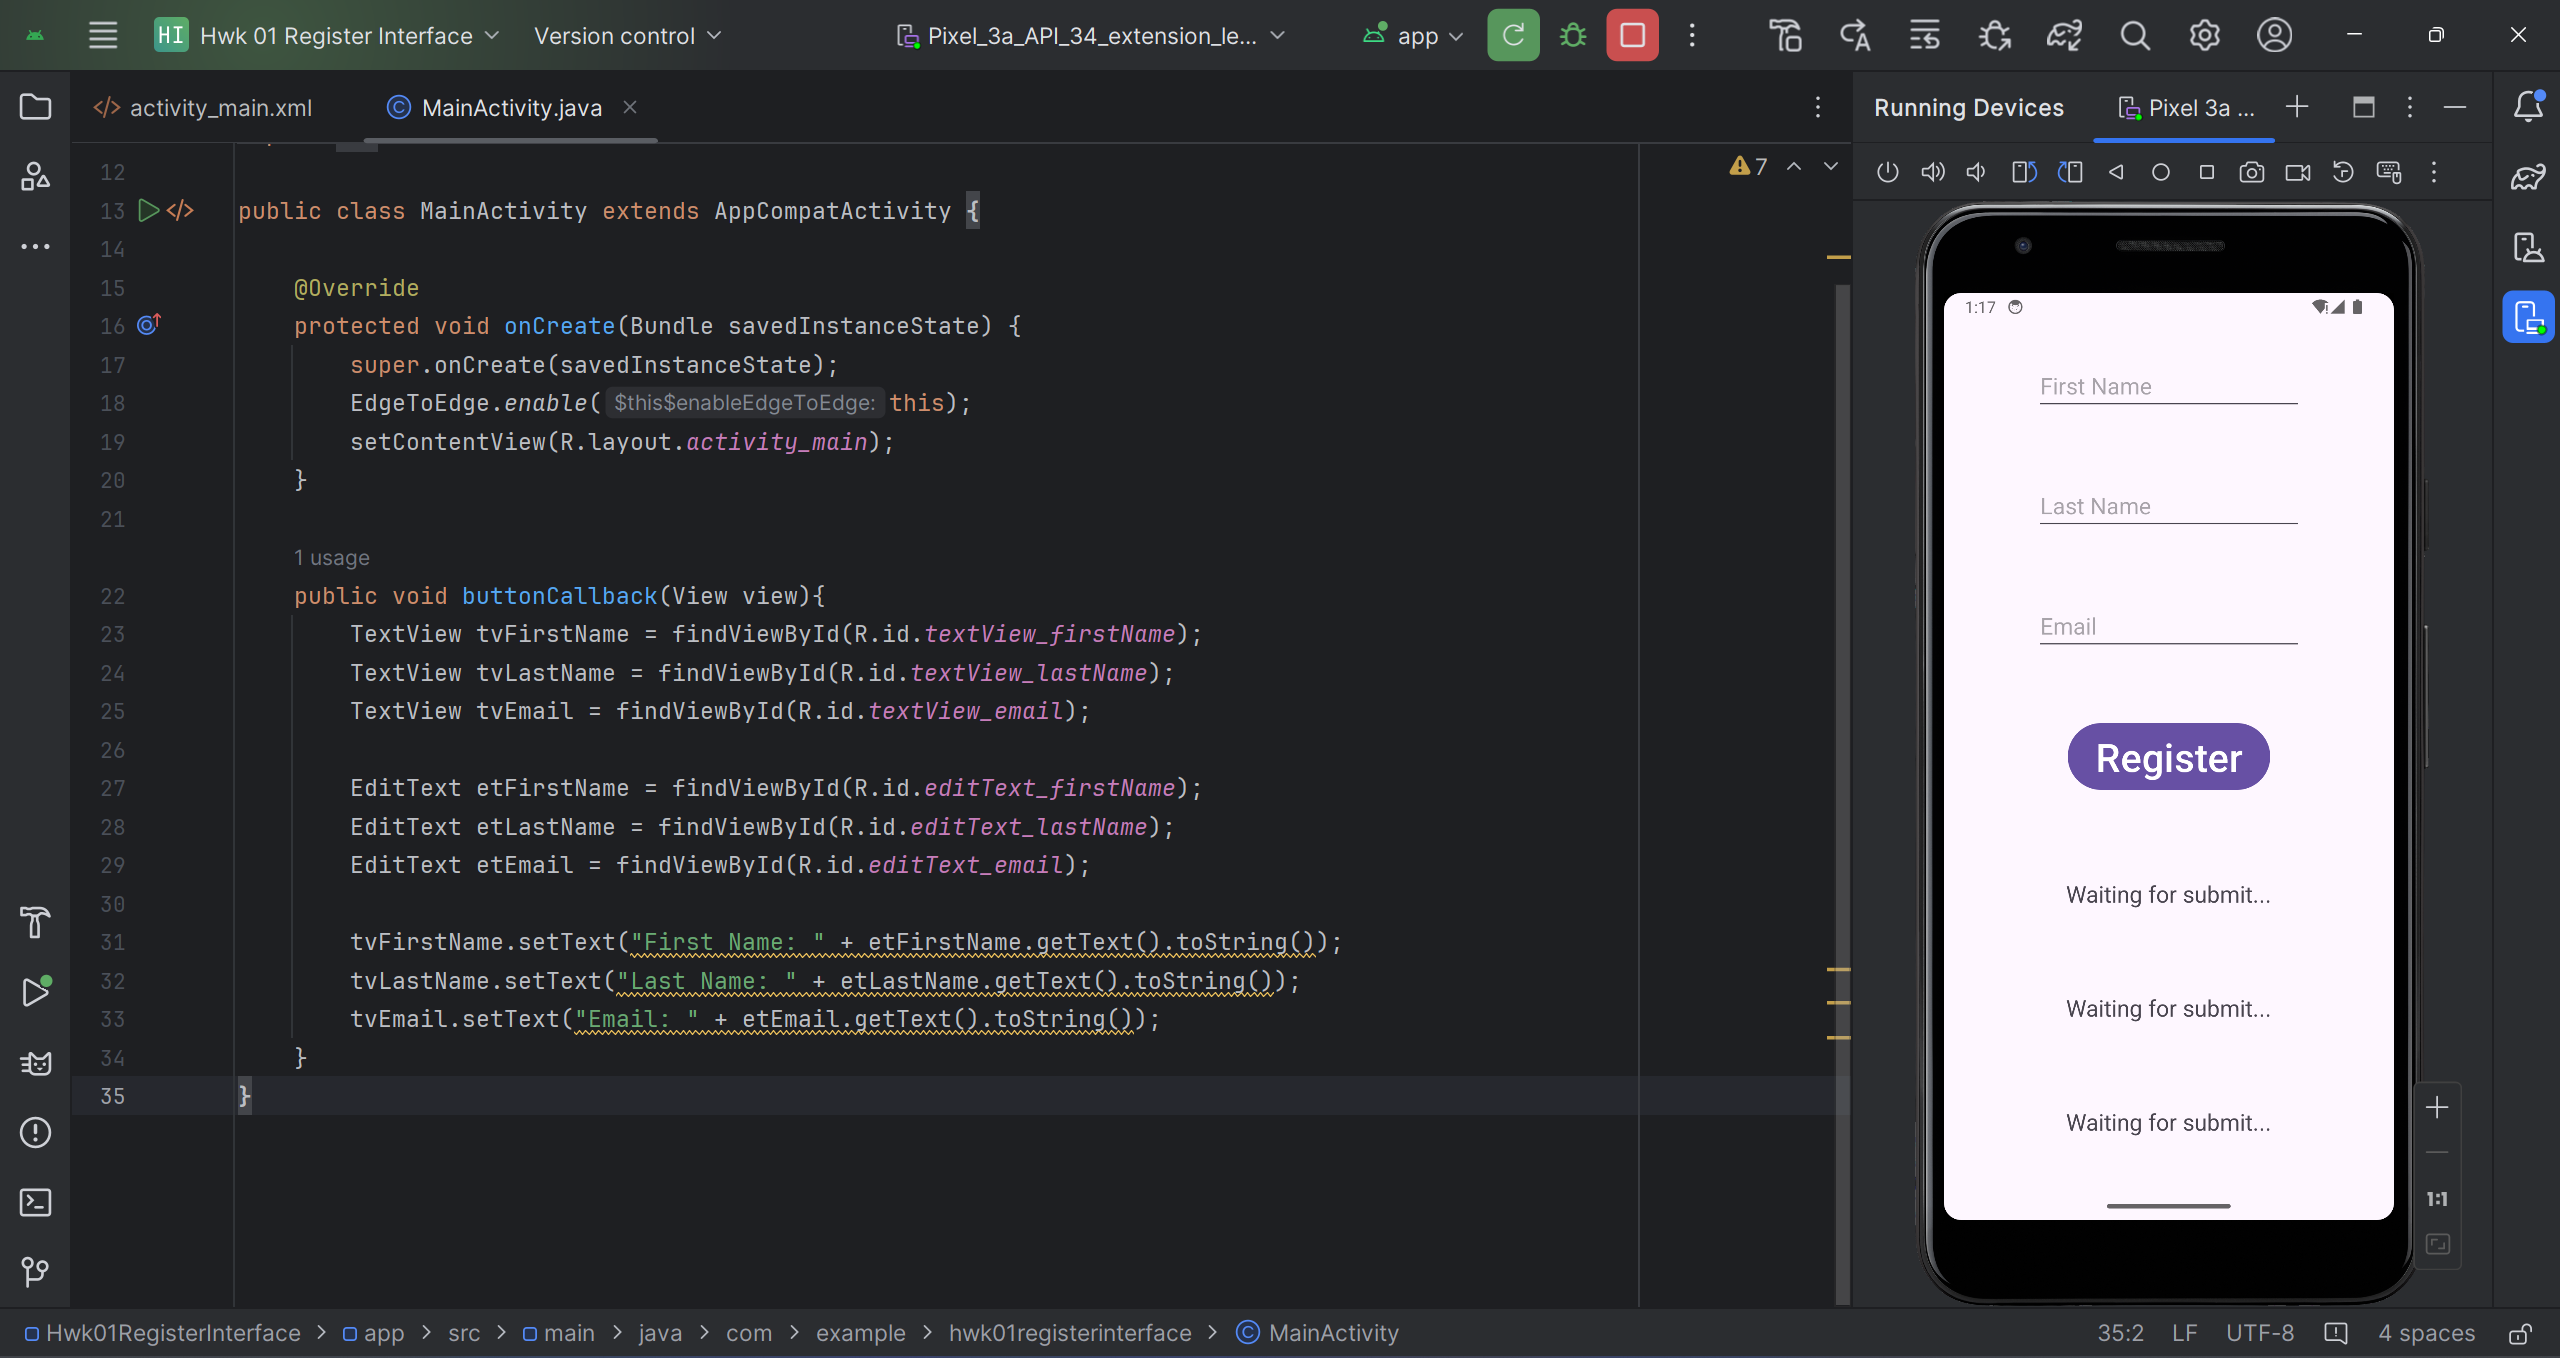 HI Hwk 01 Register Interface Version control Pixel_3a_API_34_extension_le... app
activity_main.xml MainActivity.java Running Devices Pixel 3a ...
7
12
13 public class MainActivity extends AppCompatActivity {
14
15 @Override
16 protected void onCreate(Bundle savedInstanceState) {
17 super.onCreate(savedInstanceState);
18 EdgeToEdge.enable( $this$enableEdgeToEdge: this);
19 setContentView(R.layout.activity_main);
20 }
21
1 usage
22 public void buttonCallback(View view){
23 TextView tvFirstName = findViewById(R.id.textView_firstName);
24 TextView tvLastName = findViewById(R.id.textView_lastName);
25 TextView tvEmail = findViewById(R.id.textView_email);
26
27 EditText etFirstName = findViewById(R.id.editText_firstName);
28 EditText etLastName = findViewById(R.id.editText_lastName);
29 EditText etEmail = findViewById(R.id.editText_email);
30
31 tvFirstName.setText("First Name: " + etFirstName.getText().toString());
32 tvLastName.setText("Last Name: " + etLastName.getText().toString());
33 tvEmail.setText("Email: " + etEmail.getText().toString());
34 }
35 }
1:17
First Name
Last Name
Email
Register
Waiting for submit...
Waiting for submit...
Waiting for submit...
1:1
Hwk01RegisterInterface > app > src > main > java > com > example > hwk01registerinterface > MainActivity 35:2 LF UTF-8 4 spaces